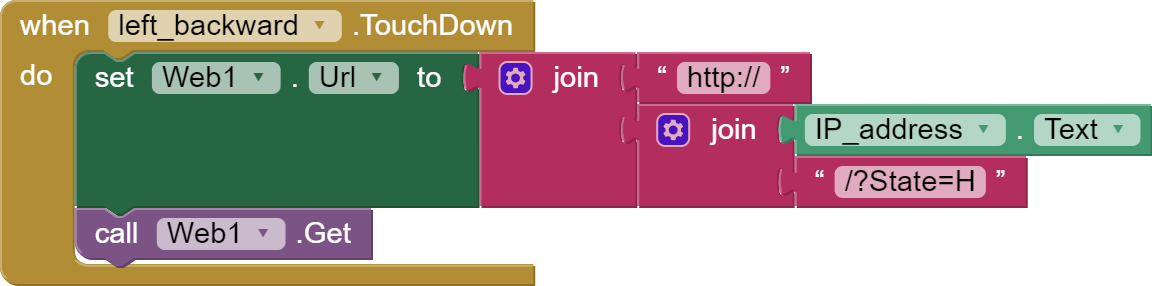 when left_backward .TouchDown
do set Web1 . Url to join “ http:// ”
join IP_address . Text
“ /?State=H ”
call Web1 .Get